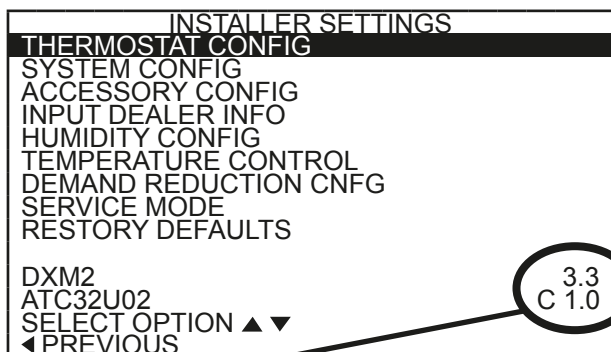 INSTALLER SETTINGS
THERMOSTAT CONFIG
SYSTEM CONFIG
ACCESSORY CONFIG
INPUT DEALER INFO
HUMIDITY CONFIG
TEMPERATURE CONTROL
DEMAND REDUCTION CNFG
SERVICE MODE
RESTORY DEFAULTS
DXM2 3.3
ATC32U02 C 1.0
SELECT OPTION ▲ ▼
◀ PREVIOUS